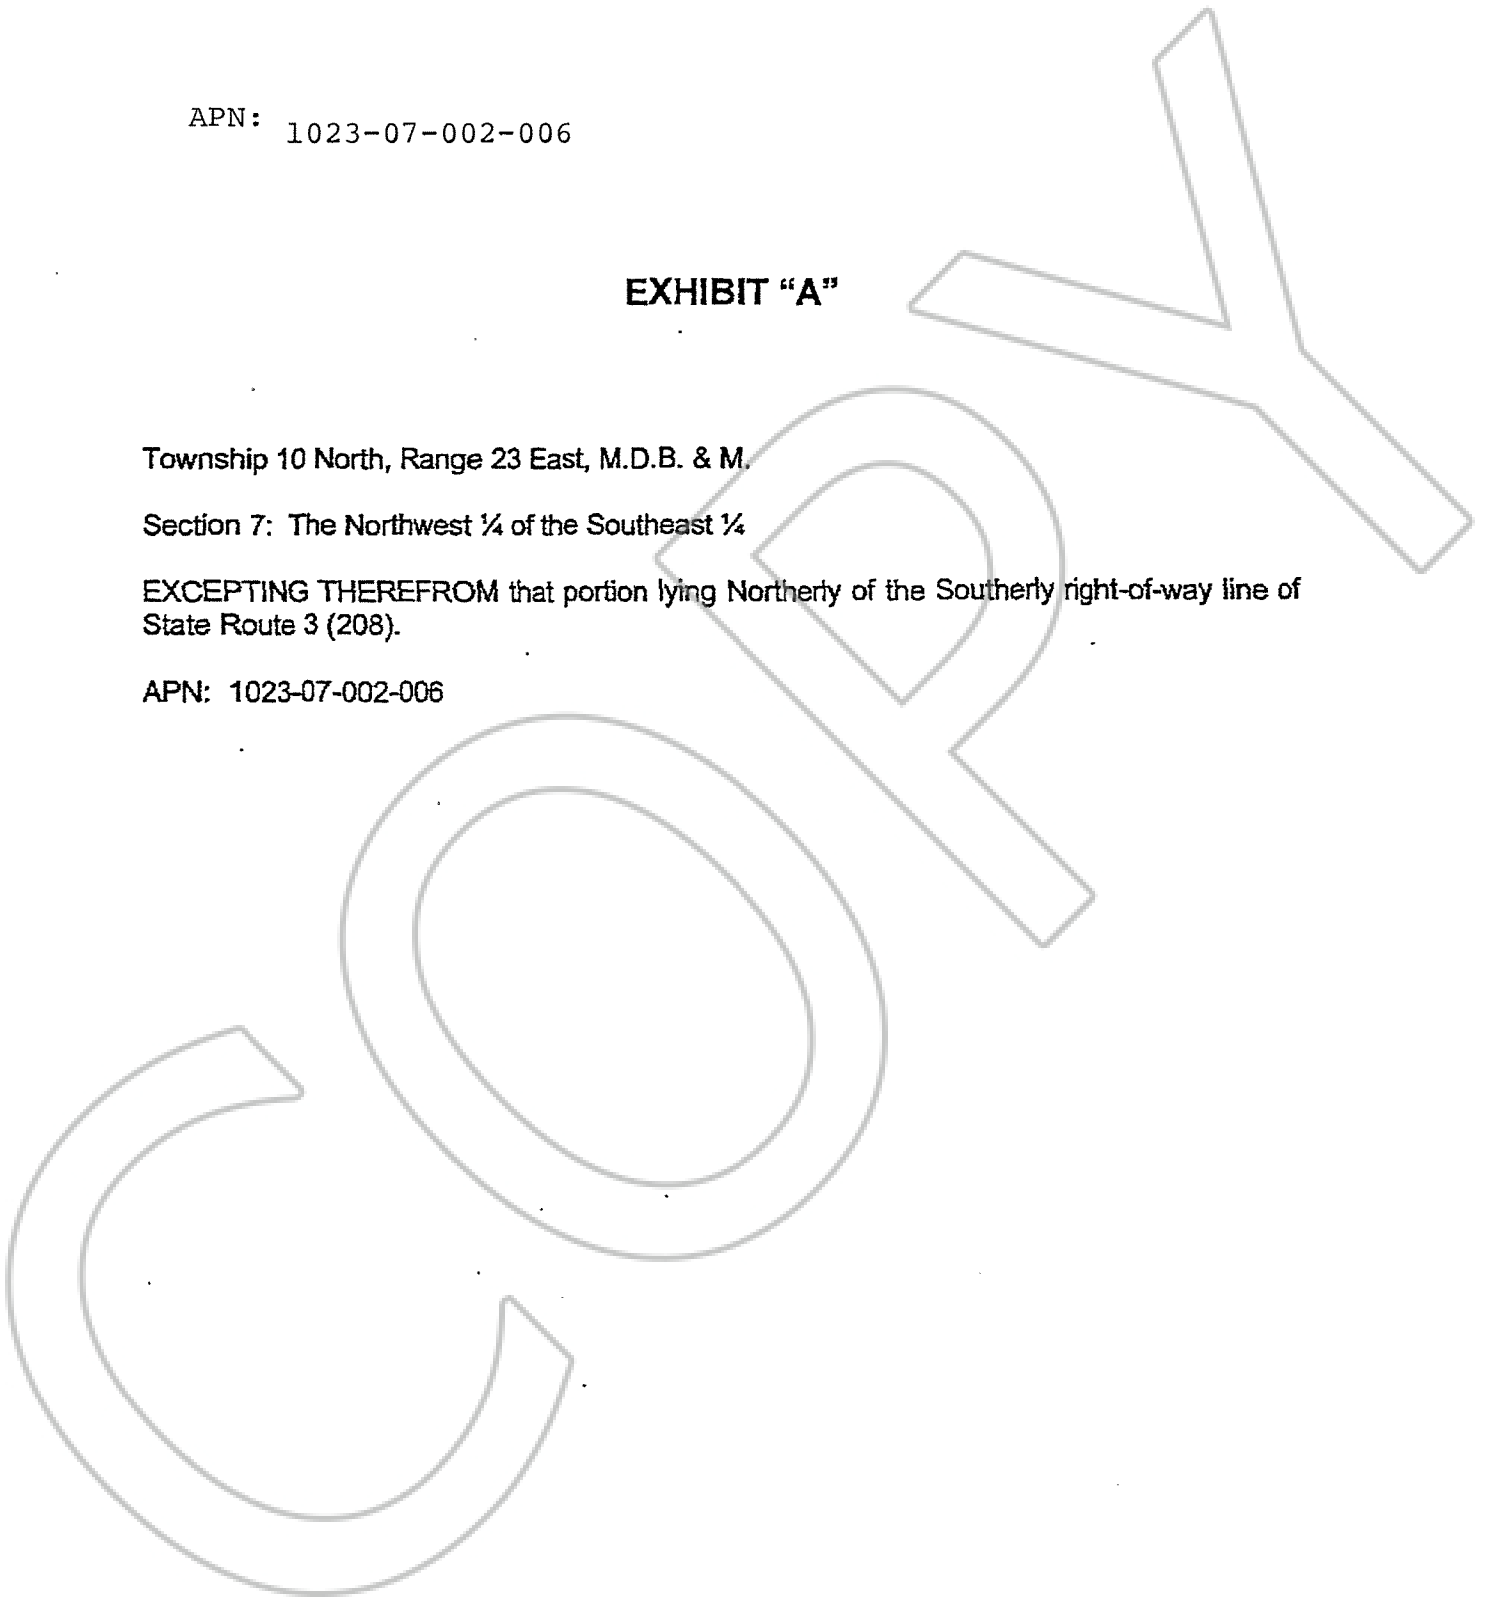 APN: 1023-07-002-006
EXHIBIT “A”
Township 10 North, Range 23 East, M.D.B. & M.
Section 7: The Northwest ¼ of the Southeast ¼
EXCEPTING THEREFROM that portion lying Northerly of the Southerly right-of-way line of
State Route 3 (208).
APN: 1023-07-002-006
COPY